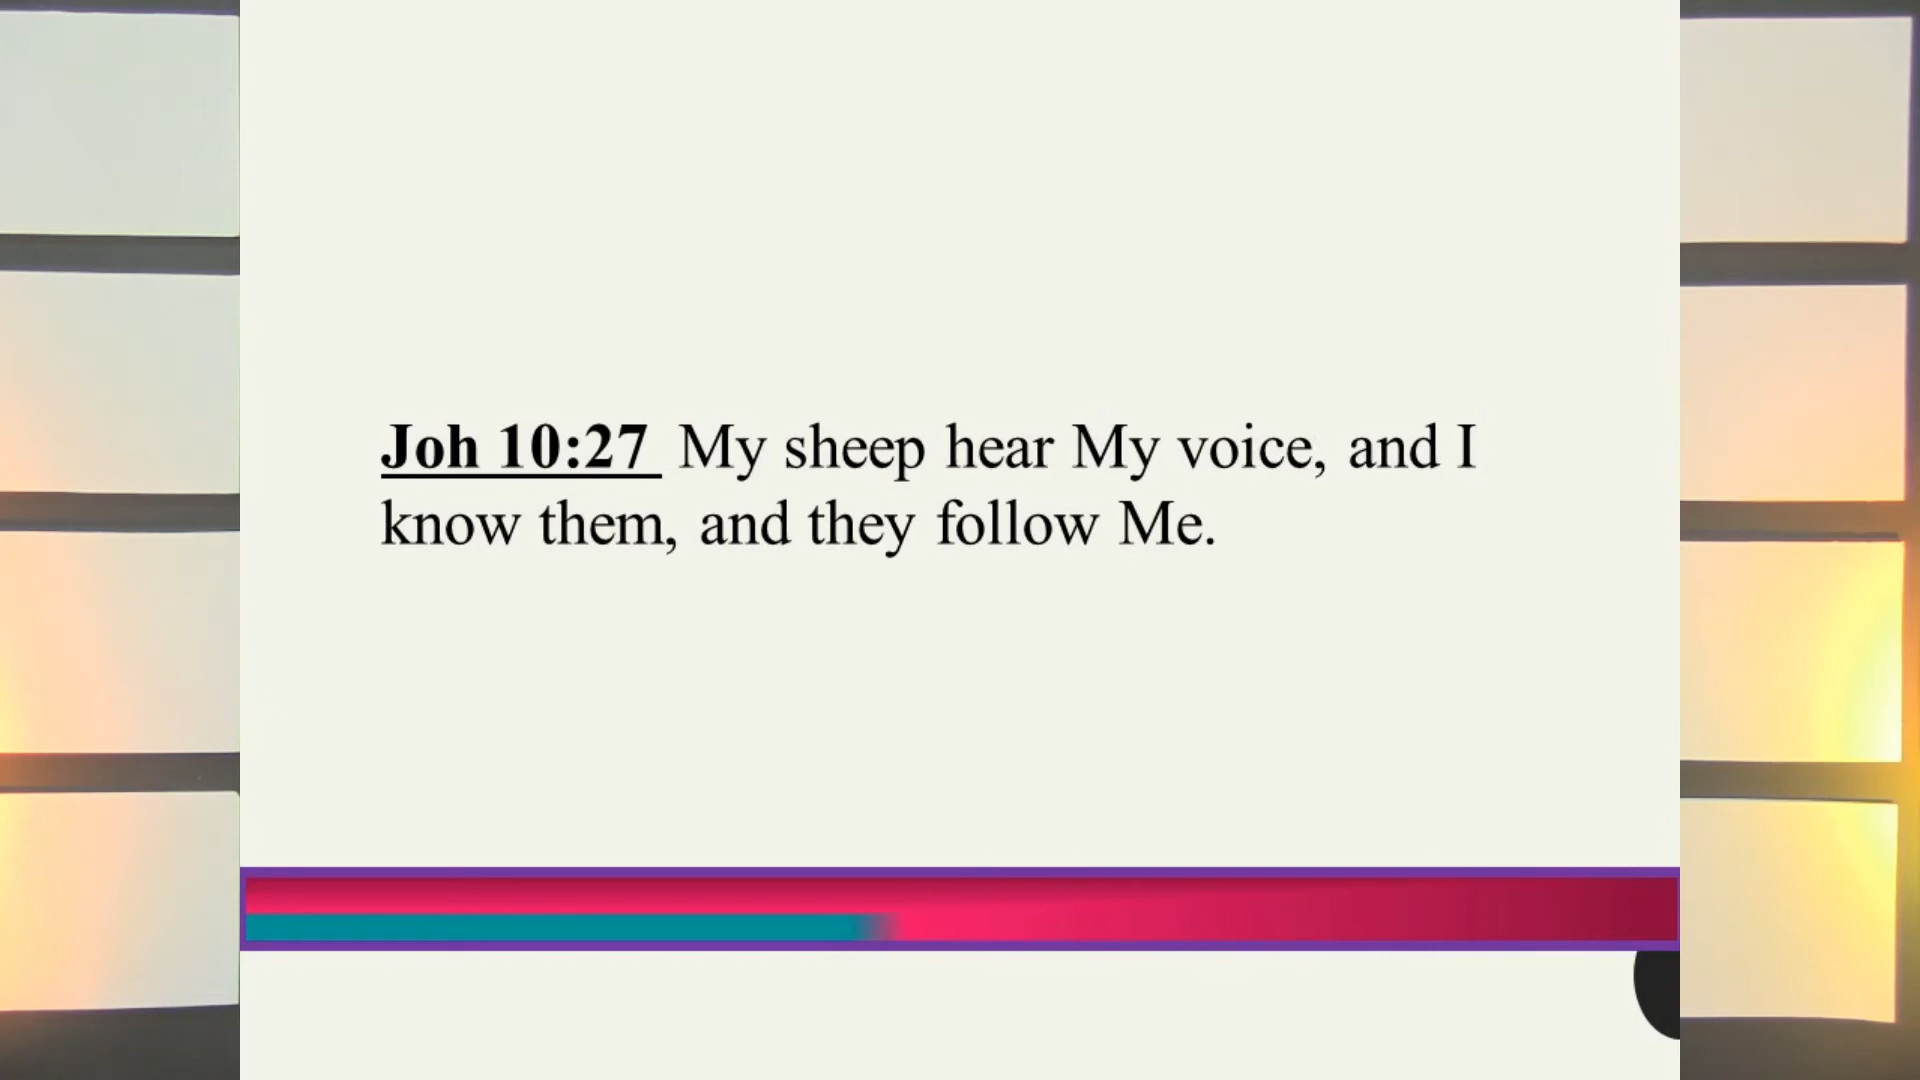 Joh 10:27 My sheep hear My voice, and I
know them, and they follow Me.